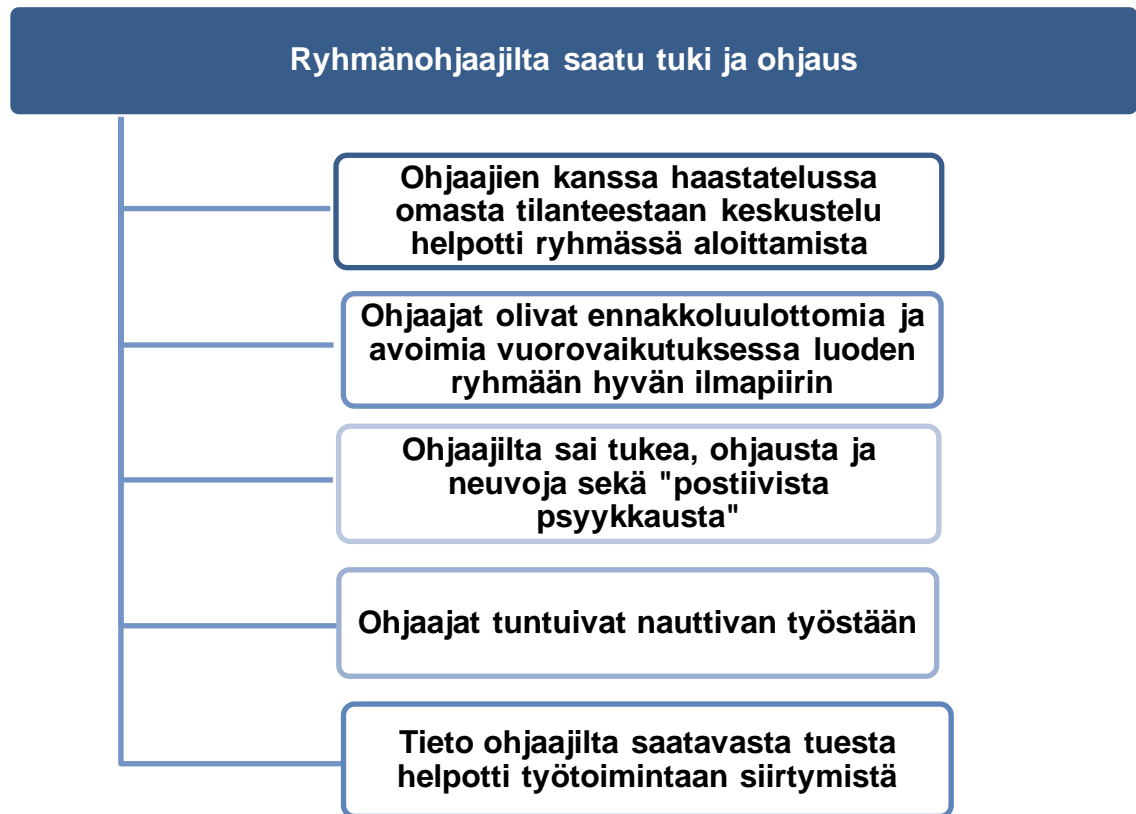 Ryhmänohjaajilta saatu tuki ja ohjaus
Ohjaajien kanssa haastatelussa
omasta tilanteestaan keskustelu
helpotti ryhmässä aloittamista
Ohjaajat olivat ennakkoluulottomia ja
avoimia vuorovaikutuksessa luoden
ryhmään hyvän ilmapiirin
Ohjaajilta sai tukea, ohjausta ja
neuvoja sekä "postiivista
psyykkausta"
Ohjaajat tuntuivat nauttivan työstään
Tieto ohjaajilta saatavasta tuesta
helpotti työtoimintaan siirtymistä